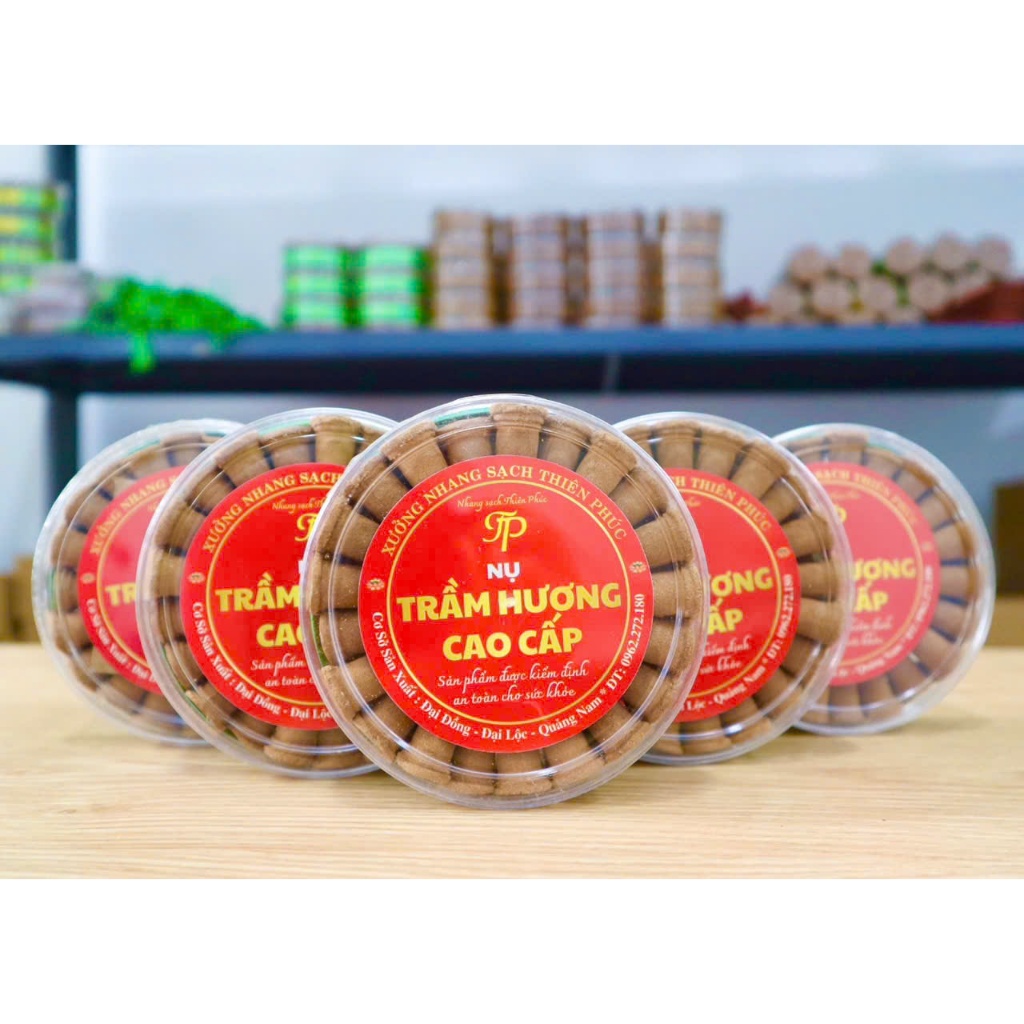 XƯỞNG NHANG SẠCH THIÊN PHÚC
Nhang sạch Thiên Phúc
TP
NỤ
TRẦM HƯƠNG
CAO CẤP
Sản phẩm được kiểm định
an toàn cho sức khỏe
Cơ Sở Sản Xuất : Đại Đồng - Đại Lộc - Quảng Nam * ĐT: 0962.272.180